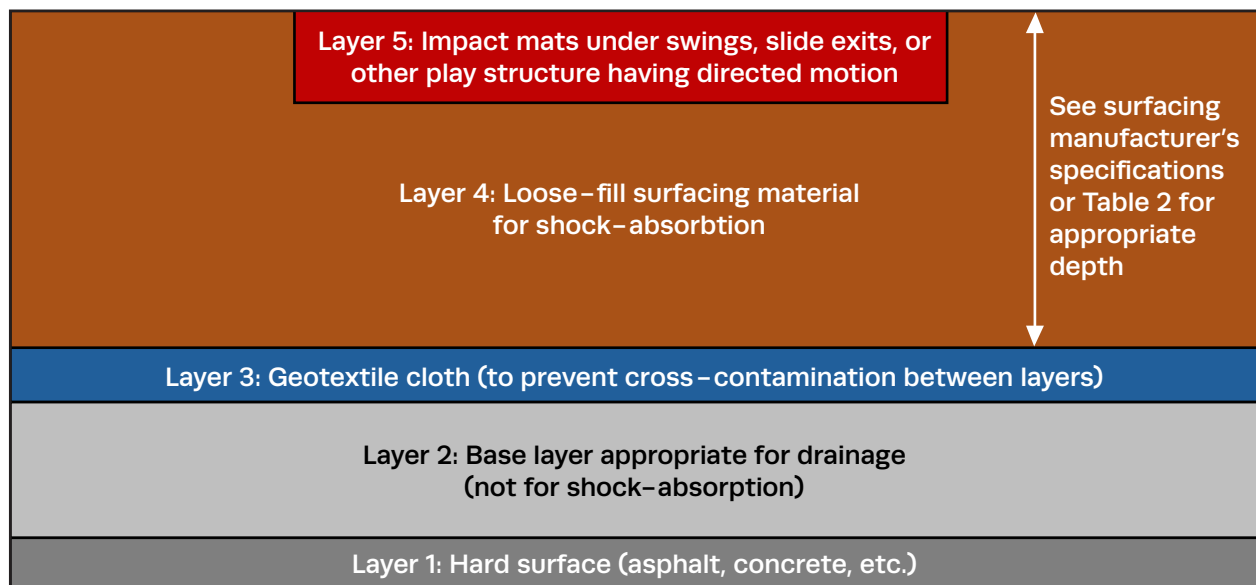 Layer 5: Impact mats under swings, slide exits, or
other play structure having directed motion
See surfacing
manufacturer’s
specifications
or Table 2 for
appropriate
depth
Layer 4: Loose-fill surfacing material
for shock-absorbtion
Layer 3: Geotextile cloth (to prevent cross-contamination between layers)
Layer 2: Base layer appropriate for drainage
(not for shock-absorption)
Layer 1: Hard surface (asphalt, concrete, etc.)